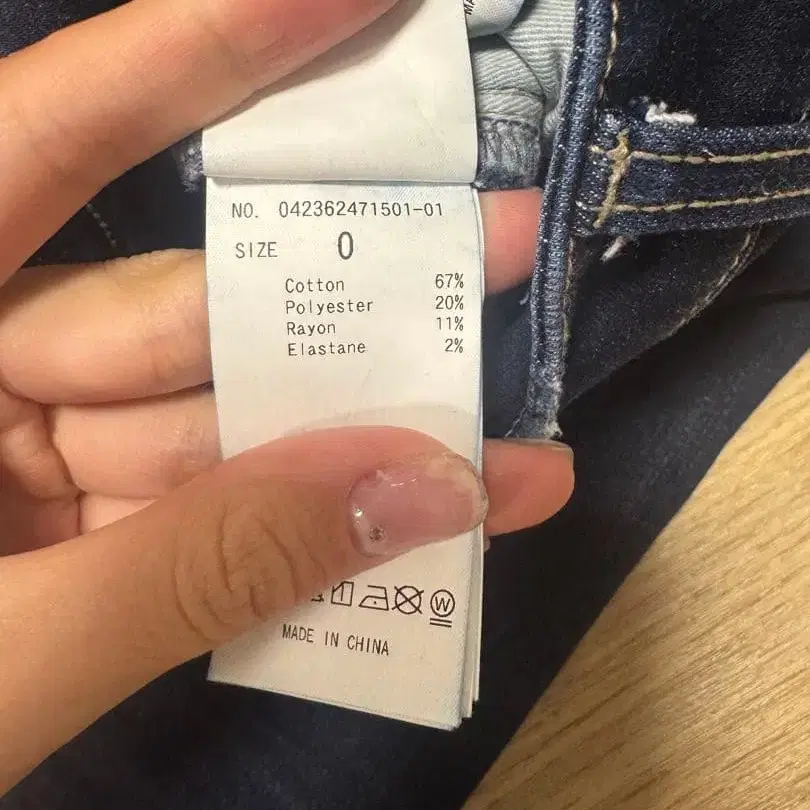 NO. 042362471501-01
SIZE 0
Cotton 67%
Polyester 20%
Rayon 11%
Elastane 2%
W
MADE IN CHINA